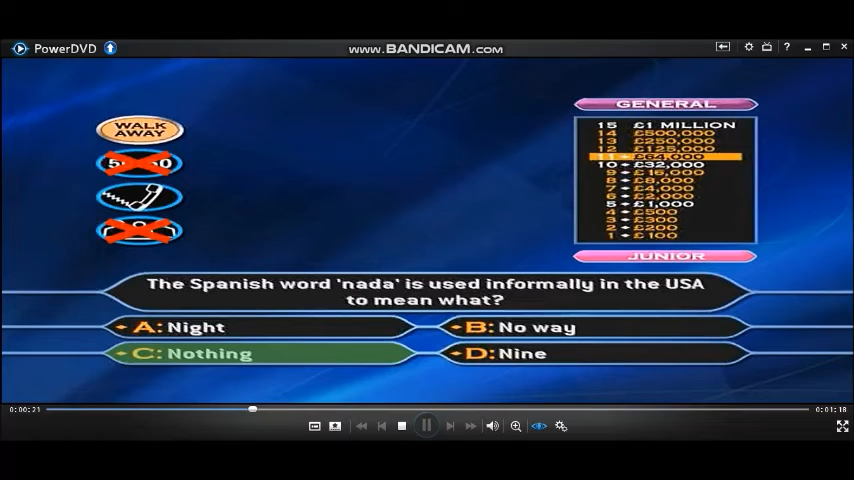 PowerDVD
www.BANDICAM.com
?
GENERAL
WALK
AWAY
15 £1 MILLION
14 £500,000
13 £250,000
12 £125,000
11 £64,000
10 £32,000
9 £16,000
8 £8,000
7 £4,000
6 £2,000
5 £1,000
4 £500
3 £300
2 £200
1 £100
JUNIOR
The Spanish word 'nada' is used informally in the USA
to mean what?
A: Night
B: No way
C: Nothing
D: Nine
0:00:21
0:01:18